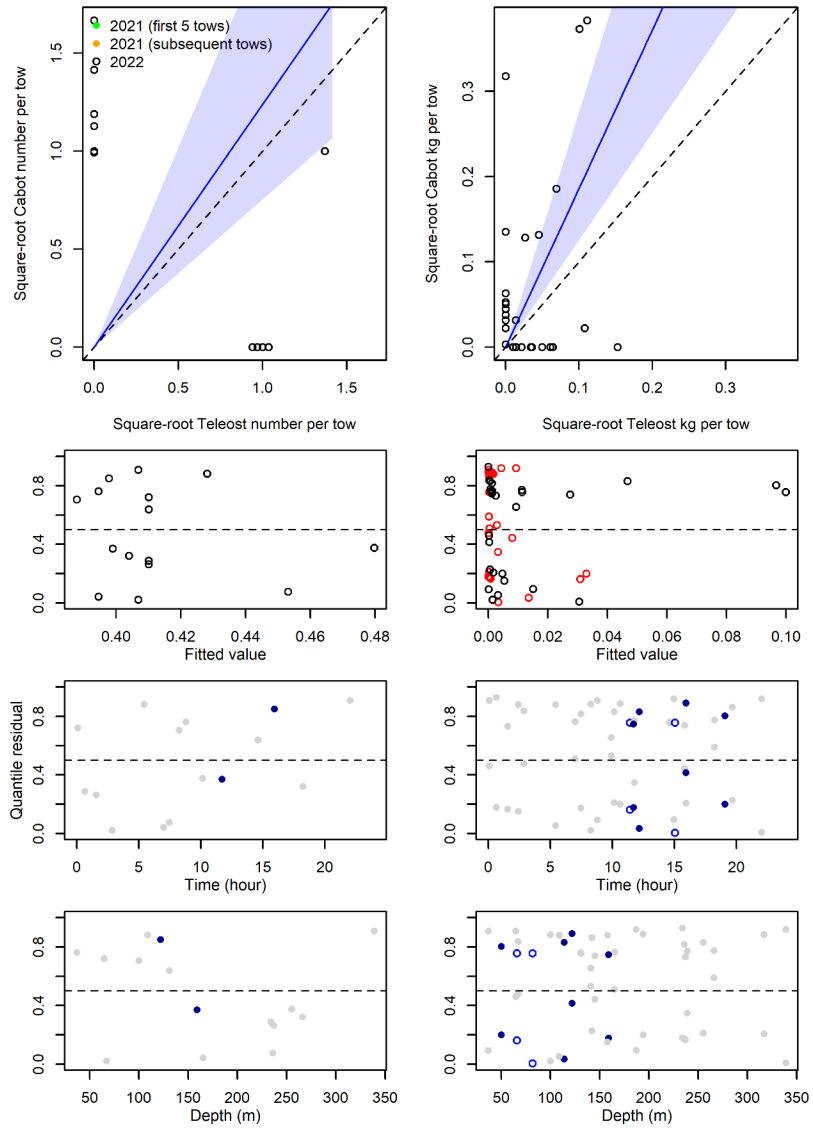 2021 (first 5 tows)
2021 (subsequent tows)
2022
Square-root Cabot number per tow
0.0 0.5 1.0 1.5
0.0 0.5 1.0 1.5
Square-root Teleost number per tow
Square-root Cabot kg per tow
0.0 0.1 0.2 0.3
0.0 0.1 0.2 0.3
Square-root Teleost kg per tow
0.0 0.4 0.8
0.40 0.42 0.44 0.46 0.48
Fitted value
0.0 0.4 0.8
0.00 0.02 0.04 0.06 0.08 0.10
Fitted value
Quantile residual
0.0 0.4 0.8
0 5 10 15 20
Time (hour)
0.0 0.4 0.8
0 5 10 15 20
Time (hour)
0.0 0.4 0.8
50 100 150 200 250 300 350
Depth (m)
0.0 0.4 0.8
50 100 150 200 250 300 350
Depth (m)